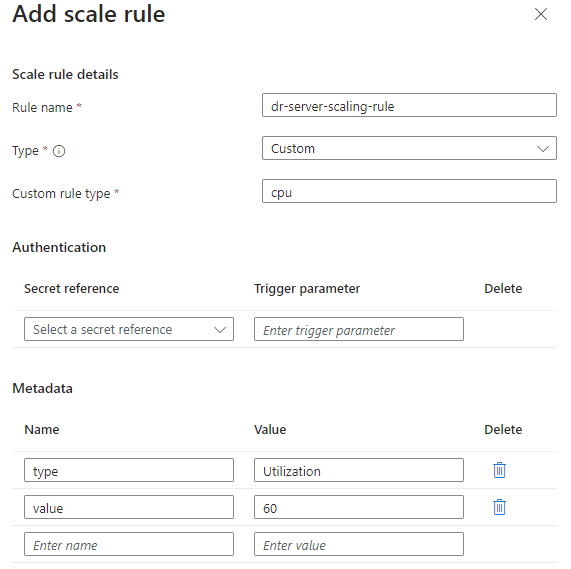 Add scale rule
Scale rule details
Rule name * dr-server-scaling-rule
Type * Custom
Custom rule type * cpu
Authentication
Secret reference Trigger parameter Delete
Select a secret reference Enter trigger parameter
Metadata
Name Value Delete
type Utilization
value 60
Enter name Enter value